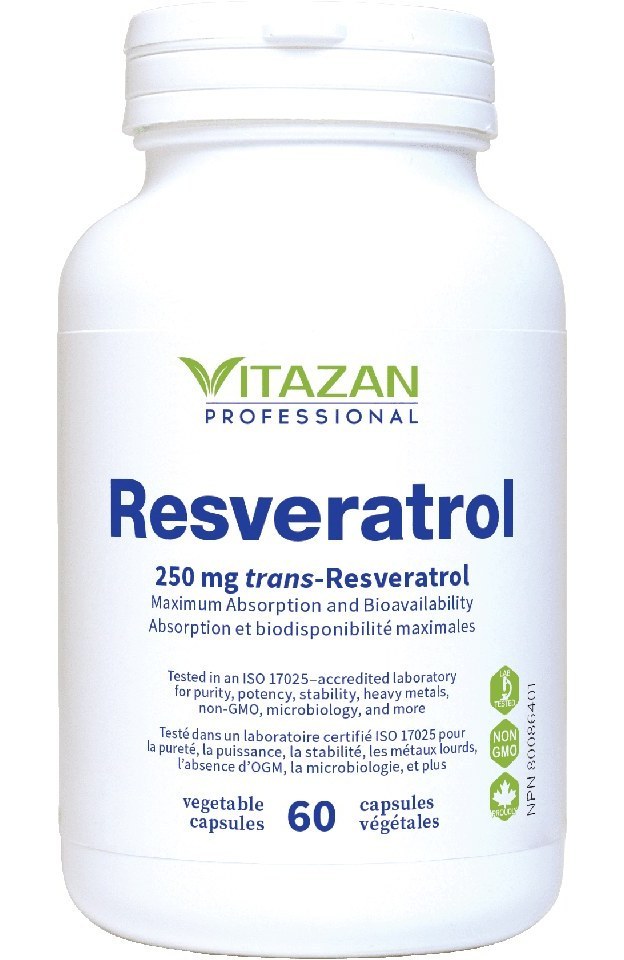 VITAZAN
PROFESSIONAL
Resveratrol
250 mg trans-Resveratrol
Maximum Absorption and Bioavailability
Absorption et biodisponibilité maximales
Tested in an ISO 17025–accredited laboratory
for purity, potency, stability, heavy metals,
non-GMO, microbiology, and more
Testé dans un laboratoire certifié ISO 17025 pour
la pureté, la puissance, la stabilité, les métaux lourds,
l’absence d’OGM, la microbiologie, et plus
vegetable
capsules
60
capsules
végétales
LAB
TESTED
NON
GMO
PROUDLY
NPN 80086401